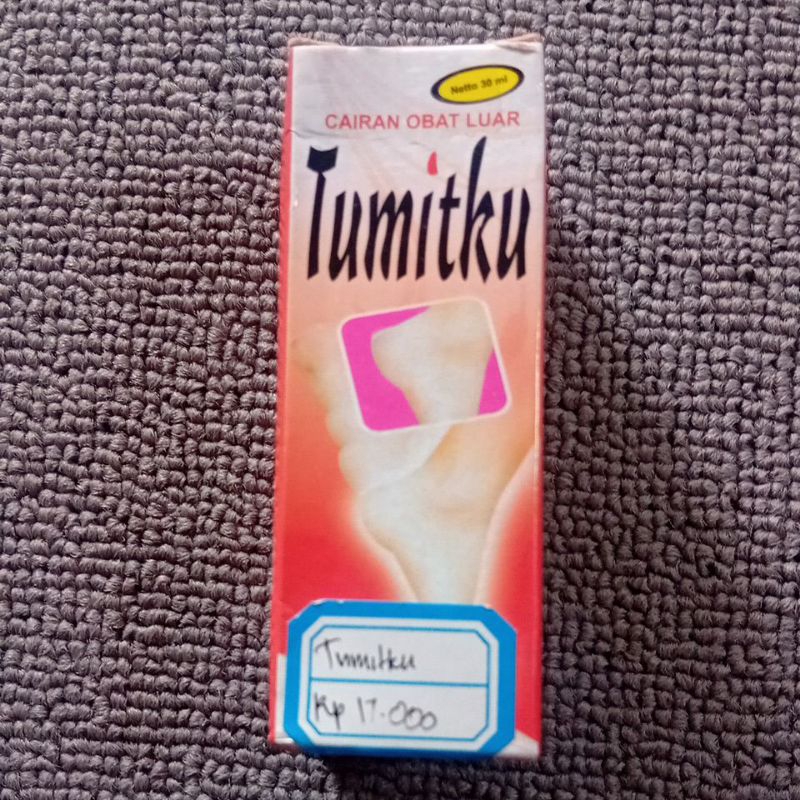 Netto 30 ml
CAIRAN OBAT LUAR
Tumitku
Tumitku
Rp 17.000